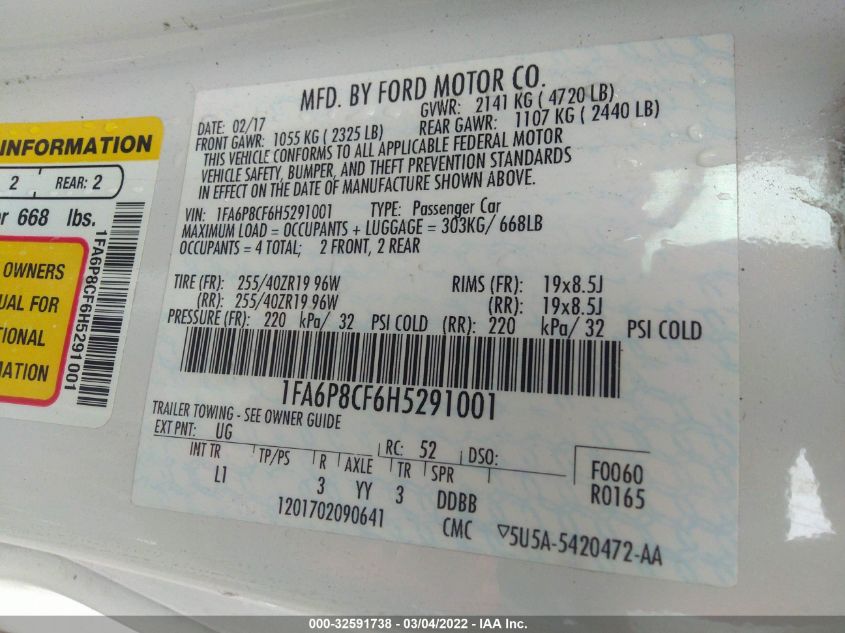 INFORMATION
2 REAR: 2
r 668 lbs.
OWNERS
UAL FOR
TIONAL
MATION
1FA6P8CF6H5291001
MFD. BY FORD MOTOR CO.
DATE: 02/17 GVWR: 2141 KG ( 4720 LB)
FRONT GAWR: 1055 KG ( 2325 LB) REAR GAWR: 1107 KG ( 2440 LB)
THIS VEHICLE CONFORMS TO ALL APPLICABLE FEDERAL MOTOR
VEHICLE SAFETY, BUMPER, AND THEFT PREVENTION STANDARDS
IN EFFECT ON THE DATE OF MANUFACTURE SHOWN ABOVE.
VIN: 1FA6P8CF6H5291001 TYPE: Passenger Car
MAXIMUM LOAD = OCCUPANTS + LUGGAGE = 303KG/ 668LB
OCCUPANTS = 4 TOTAL; 2 FRONT, 2 REAR
TIRE (FR): 255/40ZR19 96W RIMS (FR): 19x8.5J
(RR): 255/40ZR19 96W (RR): 19x8.5J
PRESSURE (FR): 220 kPa/ 32 PSI COLD (RR): 220 kPa/ 32 PSI COLD
1FA6P8CF6H5291001
TRAILER TOWING - SEE OWNER GUIDE
EXT PNT: UG RC: 52 DSO:
INT TR TP/PS R AXLE TR SPR F0060
L1 3 YY 3 DDBB R0165
1201702090641 CMC ▽5U5A-5420472-AA
000-32591738 - 03/04/2022 - IAA Inc.